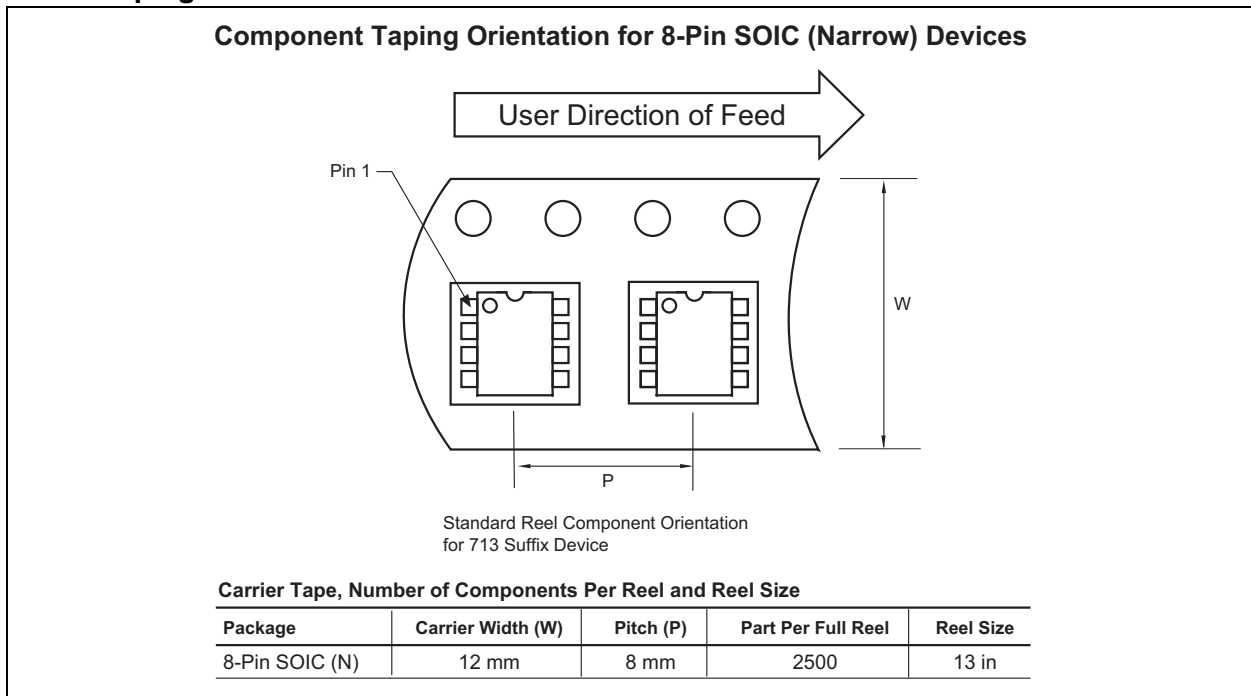 Component Taping Orientation for 8-Pin SOIC (Narrow) Devices
User Direction of Feed
Pin 1
W
P
Standard Reel Component Orientation
for 713 Suffix Device
Carrier Tape, Number of Components Per Reel and Reel Size
Package Carrier Width (W) Pitch (P) Part Per Full Reel Reel Size
8-Pin SOIC (N) 12 mm 8 mm 2500 13 in